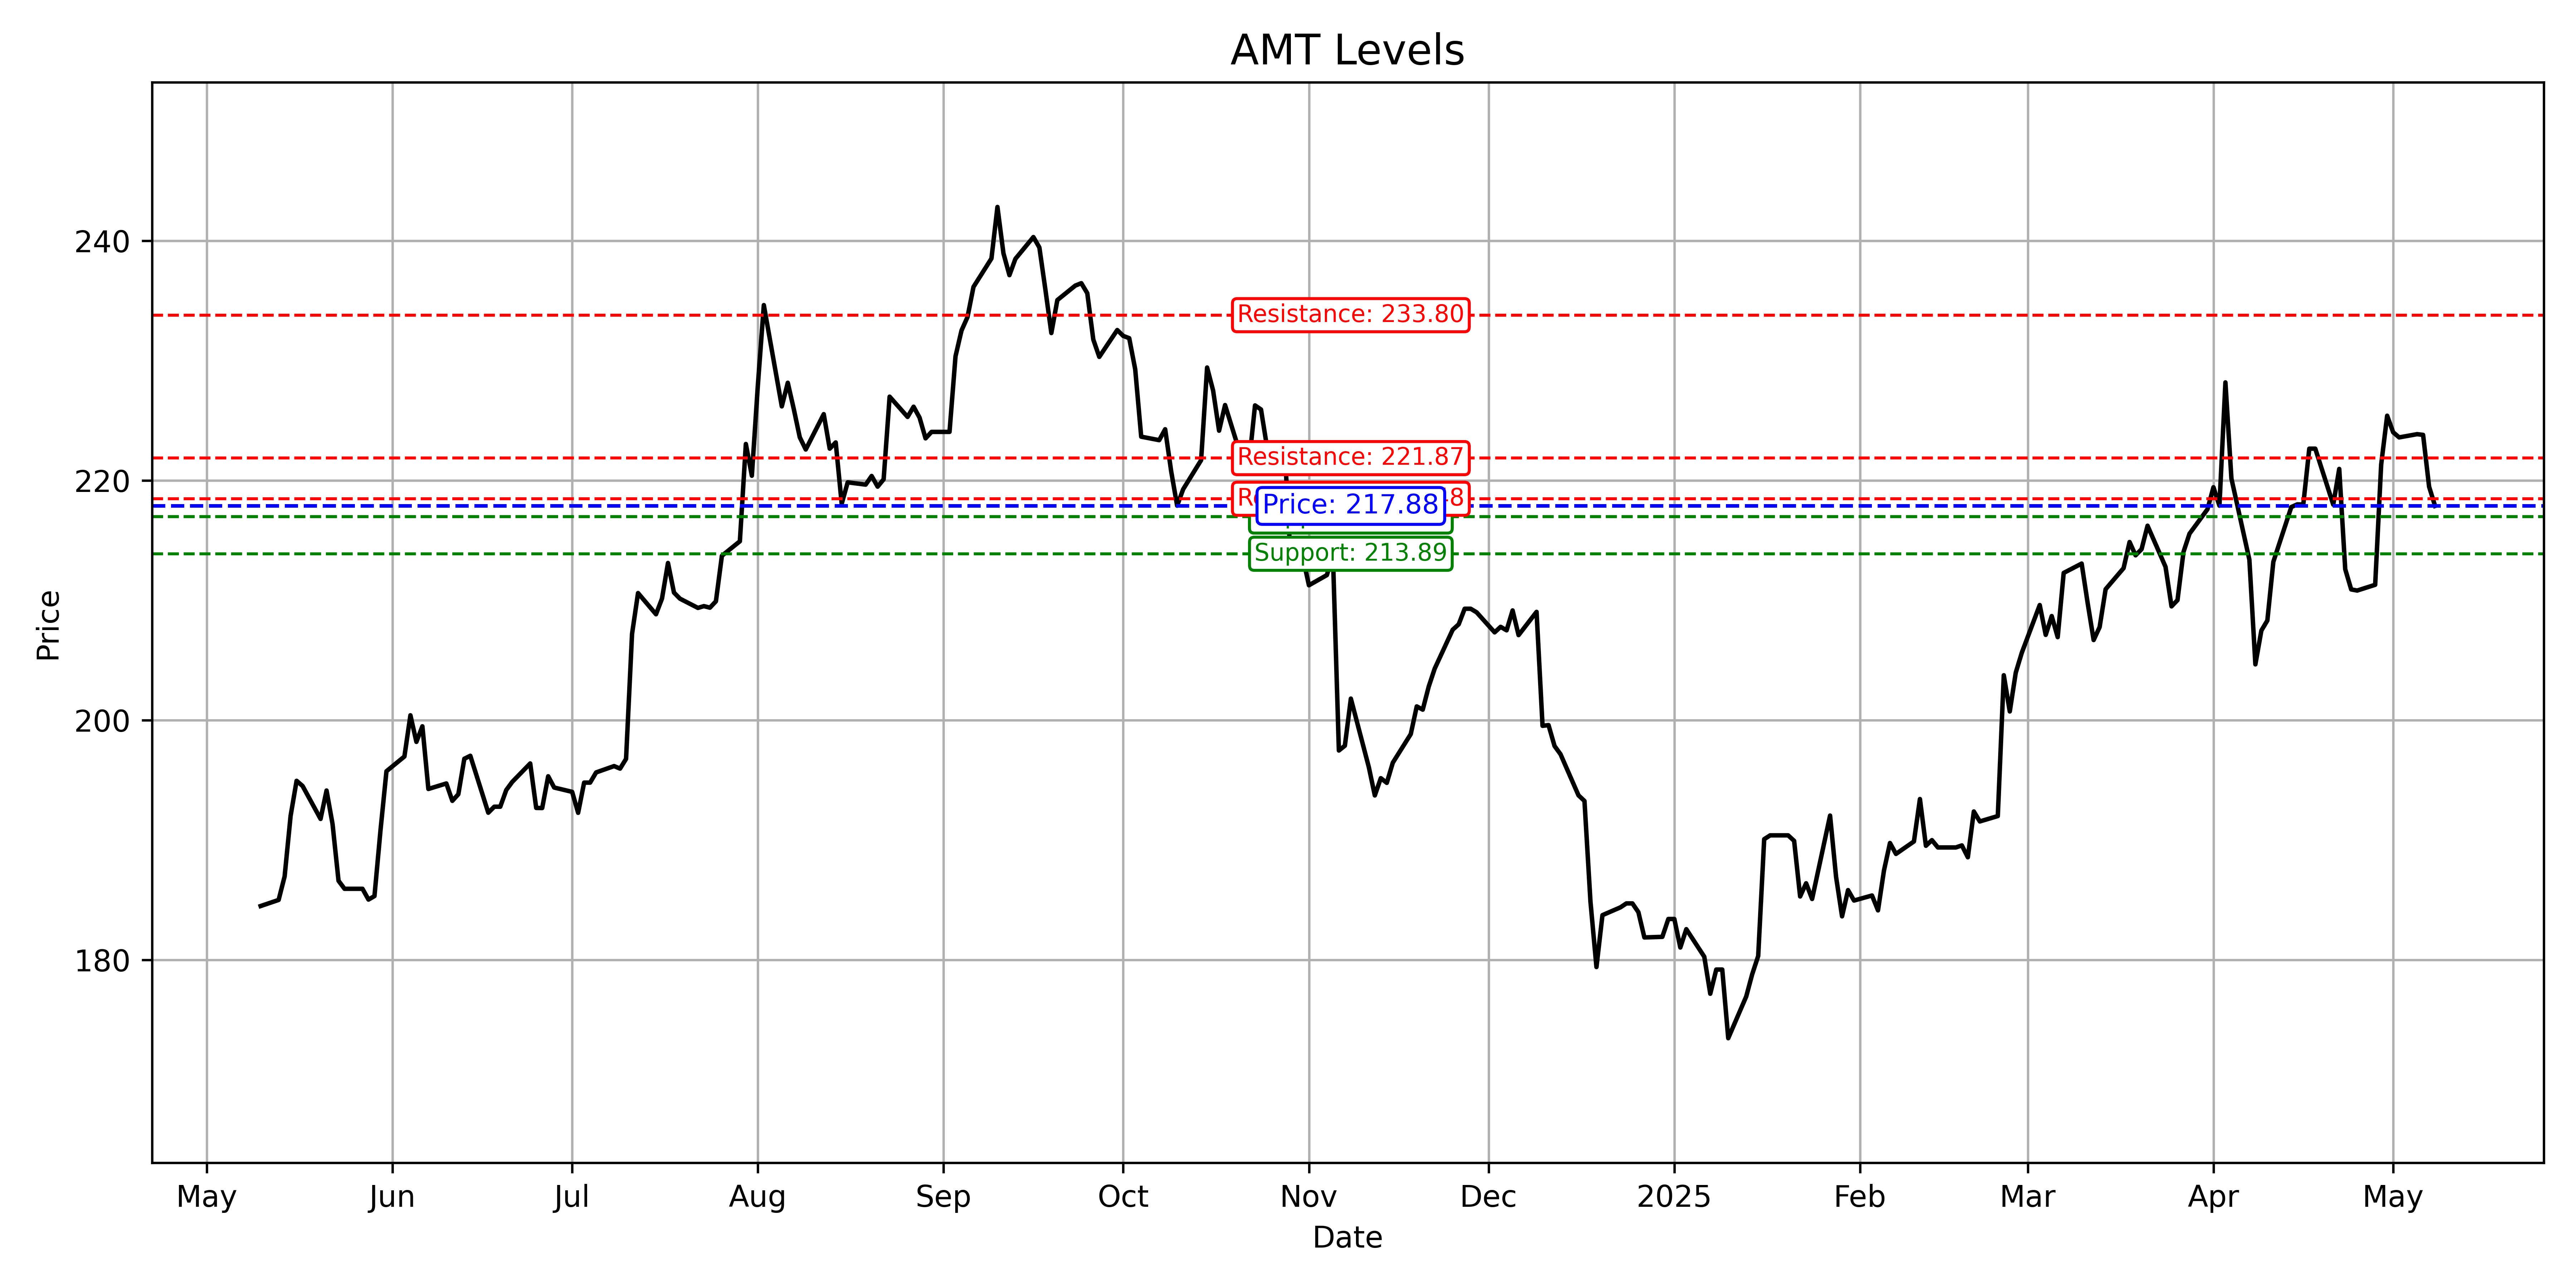 AMT Levels
Price
240
220
200
180
Resistance: 233.80
Resistance: 221.87
Price: 217.88
Support: 213.89
May Jun Jul Aug Sep Oct Nov Dec 2025 Feb Mar Apr May
Date